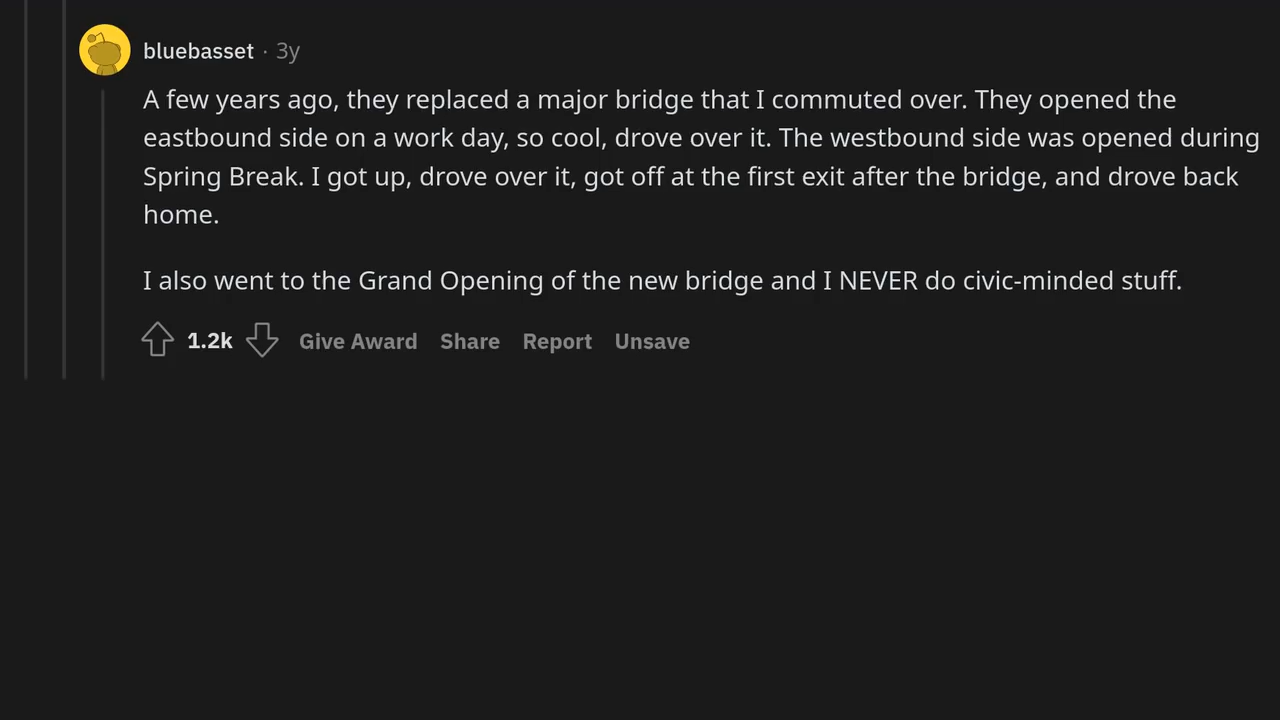 bluebasset · 3y
A few years ago, they replaced a major bridge that I commuted over. They opened the
eastbound side on a work day, so cool, drove over it. The westbound side was opened during
Spring Break. I got up, drove over it, got off at the first exit after the bridge, and drove back
home.
I also went to the Grand Opening of the new bridge and I NEVER do civic-minded stuff.
1.2k Give Award Share Report Unsave